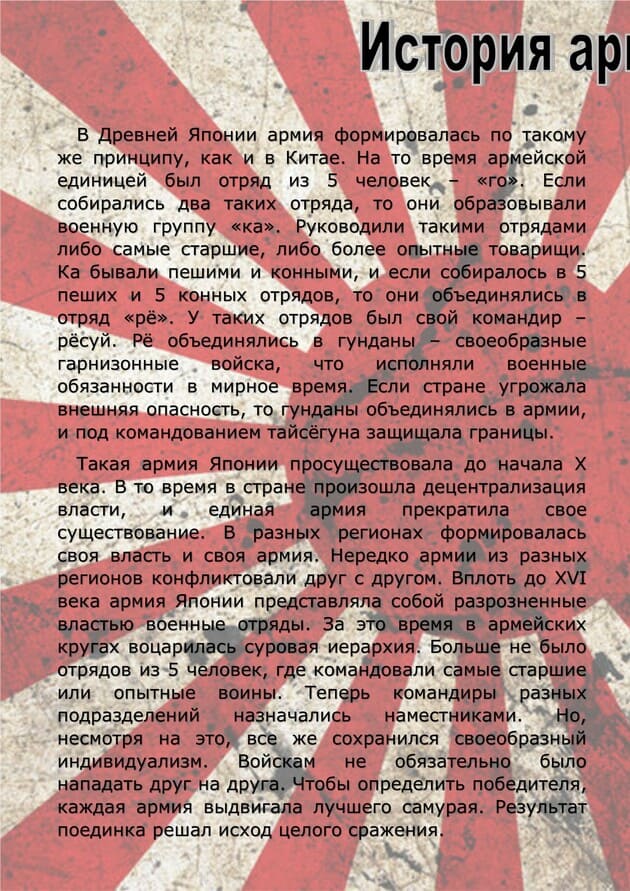 История
В Древней Японии армия формировалась по такому
же принципу, как и в Китае. На то время армейской
единицей был отряд из 5 человек – «го». Если
собирались два таких отряда, то они образовывали
военную группу «ка». Руководили такими отрядами
либо самые старшие, либо более опытные товарищи.
Ка бывали пешими и конными, и если собиралось в 5
пеших и 5 конных отрядов, то они объединялись в
отряд «рё». У таких отрядов был свой командир –
рёсуй. Рё объединялись в гунданы – своеобразные
гарнизонные войска, что исполняли военные
обязанности в мирное время. Если стране угрожала
внешняя опасность, то гунданы объединялись в армии,
и под командованием тайсёгуна защищала границы.
Такая армия Японии просуществовала до начала X
века. В то время в стране произошла децентрализация
власти, и единая армия прекратила свое
существование. В разных регионах формировалась
своя власть и своя армия. Нередко армии из разных
регионов конфликтовали друг с другом. Вплоть до XVI
века армия Японии представляла собой разрозненные
властью военные отряды. За это время в армейских
кругах воцарилась суровая иерархия. Больше не было
отрядов из 5 человек, где командовали самые старшие
или опытные воины. Теперь командиры разных
подразделений назначались наместниками. Но,
несмотря на это, все же сохранился своеобразный
индивидуализм. Войскам не обязательно было
нападать друг на друга. Чтобы определить победителя,
каждая армия выдвигала лучшего самурая. Результат
поединка решал исход целого сражения.